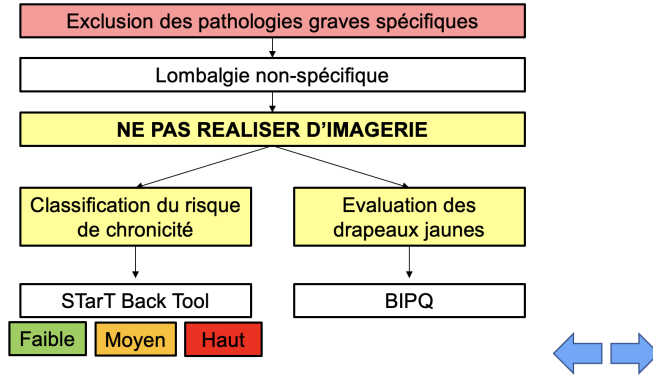 Exclusion des pathologies graves spécifiques
Lombalgie non-spécifique
NE PAS REALISER D’IMAGERIE
Classification du risque
de chronicité
Evaluation des
drapeaux jaunes
STarT Back Tool
BIPQ
Faible
Moyen
Haut